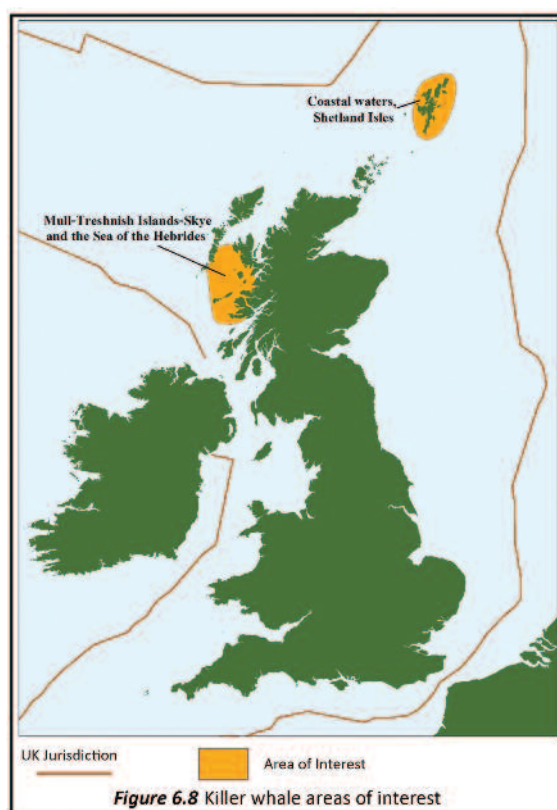 Coastal waters,
Shetland Isles
Mull-Treshnish Islands-Skye
and the Sea of the Hebrides
UK Jurisdiction
Area of Interest
Figure 6.8 Killer whale areas of interest